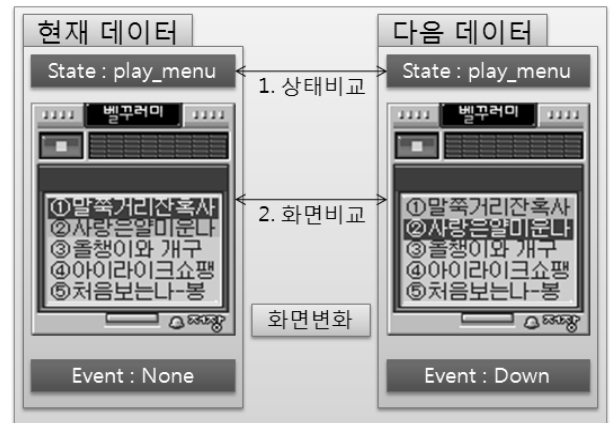 현재 데이터
다음 데이터
State : play_menu
State : play_menu
1. 상태비교
벨꾸러미
벨꾸러미
2. 화면비교
①말쭉거리잔혹사
②사랑은얄미운나
③올챙이와 개구
④아이라이크쇼팽
⑤처음보는나-봉
①말쭉거리잔혹사
②사랑은얄미운나
③올챙이와 개구
④아이라이크쇼팽
⑤처음보는나-봉
화면변화
Event : None
Event : Down